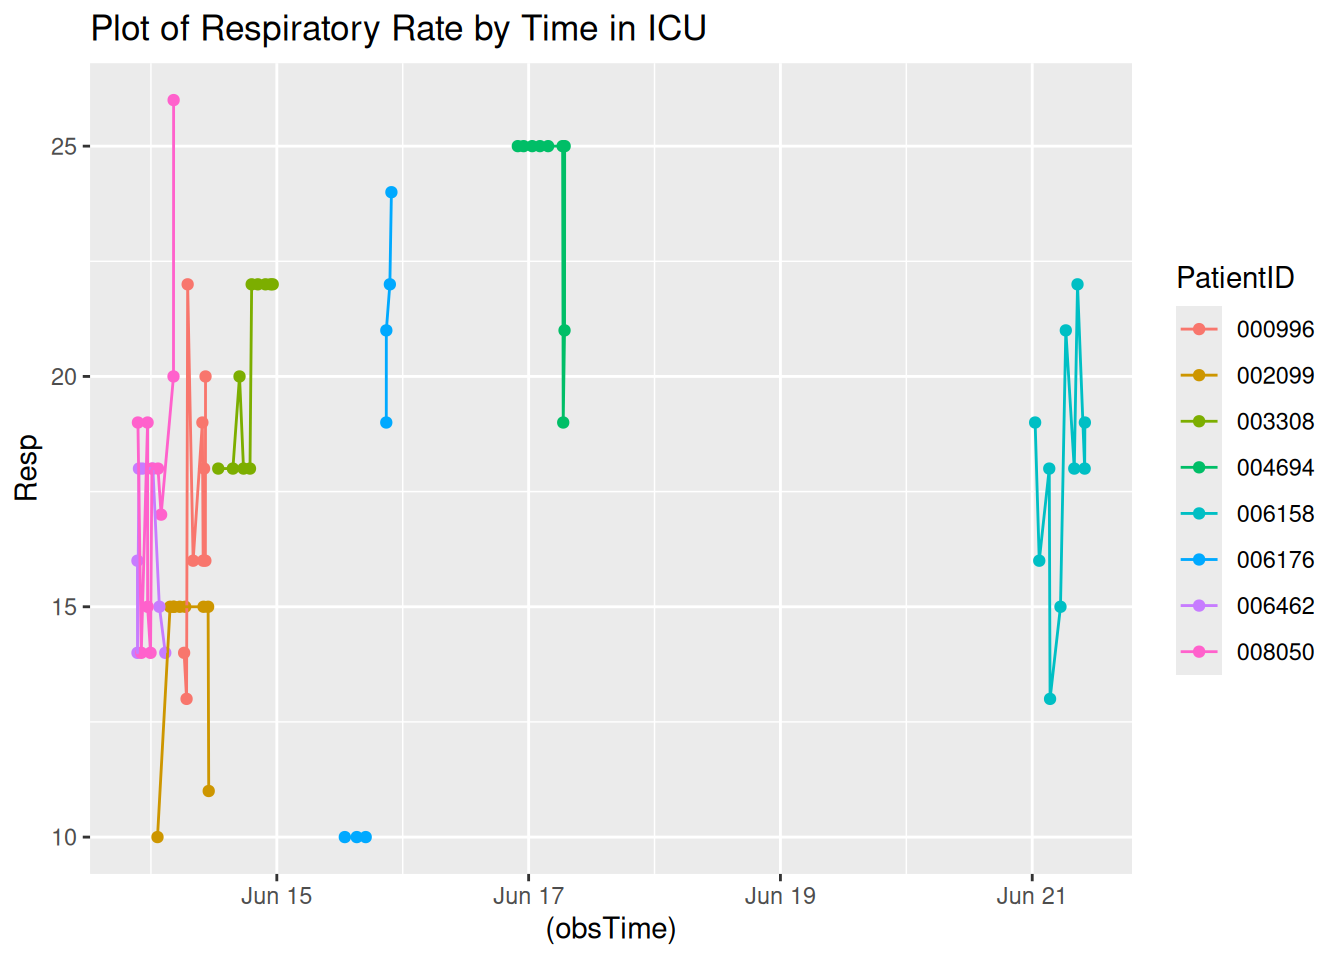 Plot of Respiratory Rate by Time in ICU
25
20
15
10
Resp
Jun 15
Jun 17
Jun 19
Jun 21
(obsTime)
PatientID
000996
002099
003308
004694
006158
006176
006462
008050